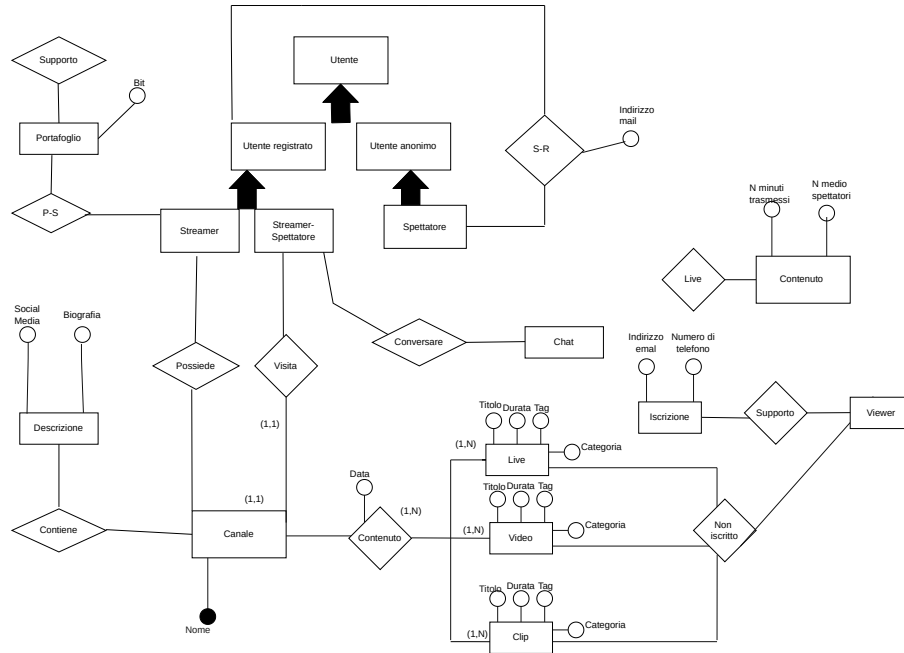 Supporto
Utente
Bit
Indirizzo
mail
Portafoglio
Utente registrato
Utente anonimo
S-R
N minuti
trasmessi
N medio
spettatori
P-S
Streamer
Streamer-
Spettatore
Spettatore
Live
Contenuto
Social
Media
Biografia
Conversare
Chat
Indirizzo
emal
Numero di
telefono
Possiede
Visita
Descrizione
Titolo
Durata
Tag
Iscrizione
Supporto
Viewer
(1,1)
(1,N)
Live
Categoria
Data
Titolo
Durata
Tag
(1,1)
(1,N)
Contiene
Canale
Contenuto
(1,N)
Video
Categoria
Non
iscritto
Titolo
Durata
Tag
Nome
(1,N)
Clip
Categoria